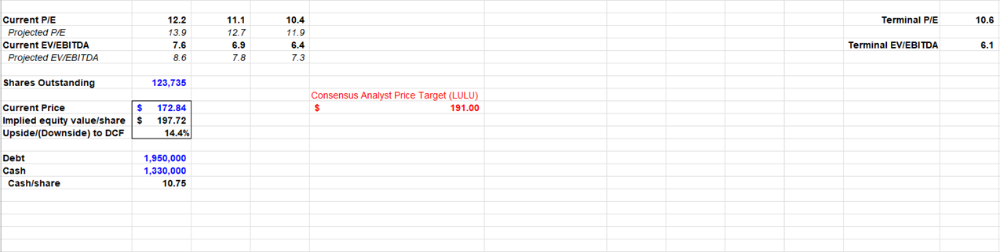 Current P/E 12.2 11.1 10.4 Terminal P/E 10.6
Projected P/E 13.9 12.7 11.9
Current EV/EBITDA 7.6 6.9 6.4 Terminal EV/EBITDA 6.1
Projected EV/EBITDA 8.6 7.8 7.3
Shares Outstanding 123,735
Consensus Analyst Price Target (LULU)
Current Price $ 172.84 $ 191.00
Implied equity value/share $ 197.72
Upside/(Downside) to DCF 14.4%
Debt 1,950,000
Cash 1,330,000
Cash/share 10.75